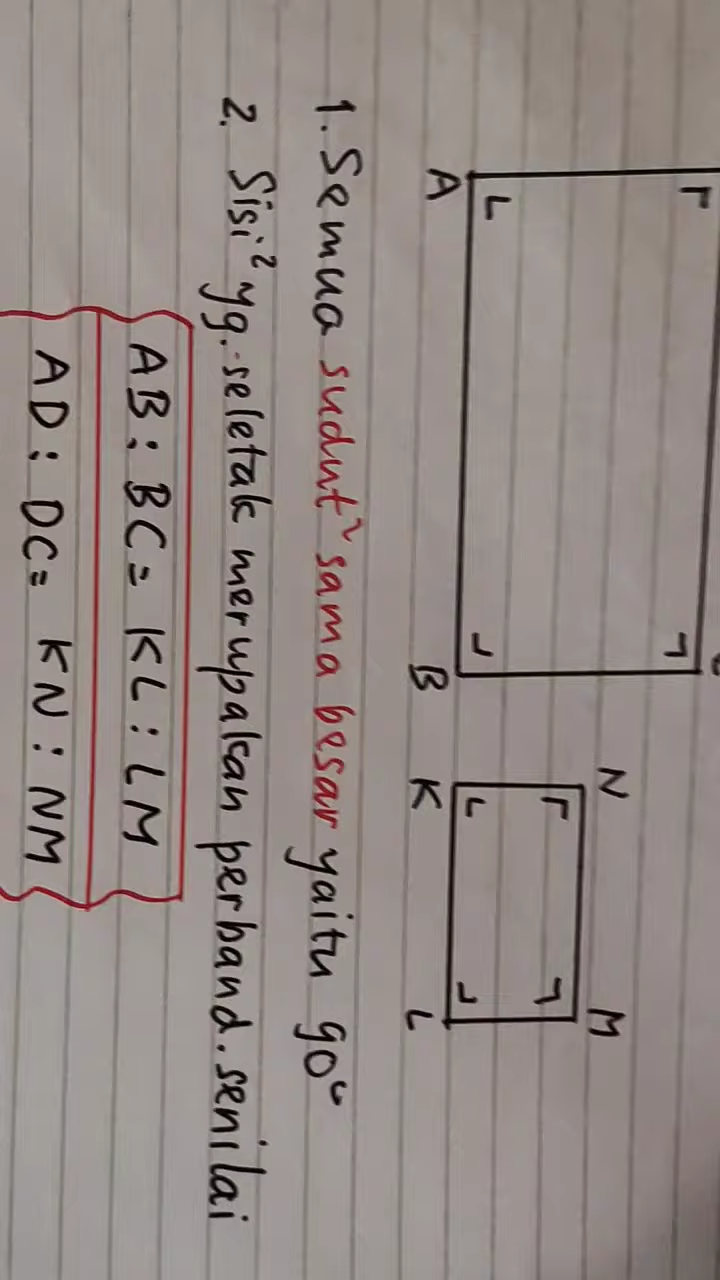 N M
A B K L
1. Semua sudut² sama besar yaitu 90°
2. Sisi² yg. seletak merupakan perband. senilai
AB : BC = KL : LM
AD : DC = KN : NM